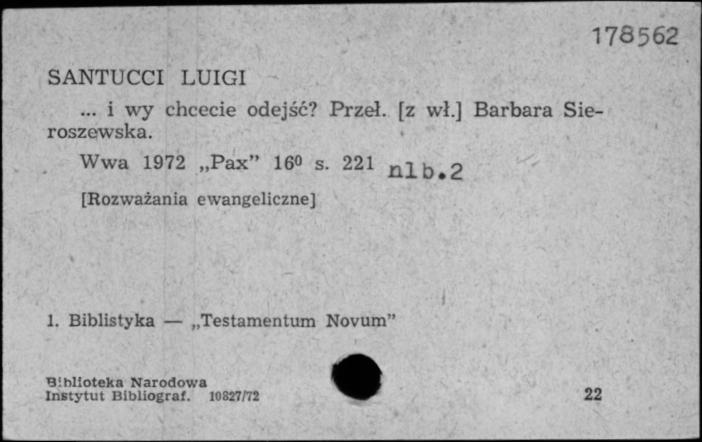 178562
SANTUCCI LUIGI
... i wy chcecie odejść? Przeł. [z wł.] Barbara Sie-
roszewska.
Wwa 1972 „Pax” 16⁰ s. 221 nlb.2
[Rozważania ewangeliczne]
1. Biblistyka — „Testamentum Novum”
Biblioteka Narodowa
Instytut Bibliograf. 10827/72
22